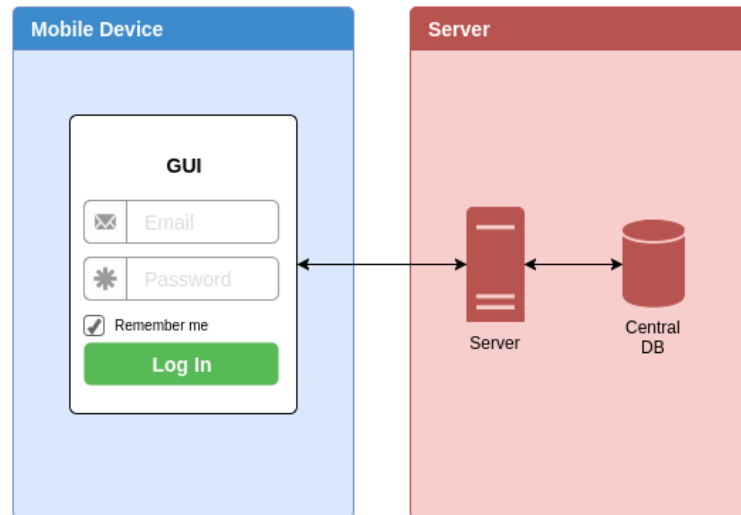 Mobile Device
Server
GUI
Email
Password
Remember me
Log In
Server
Central
DB